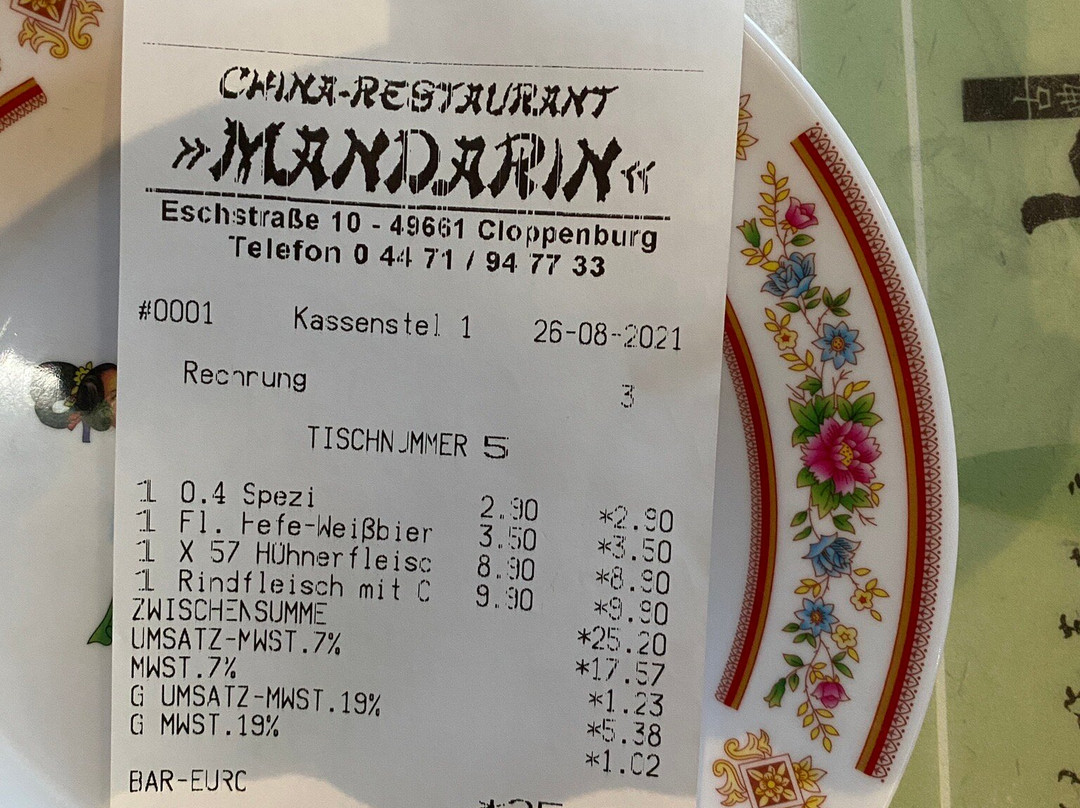 CHINA-RESTAURANT
»MANDARIN«
Eschstraße 10 - 49661 Cloppenburg
Telefon 0 44 71 / 94 77 33
#0001 Kassenstel 1 26-08-2021
Rechnung 3
TISCHNUMMER 5
1 0.4 Spezi 2.90 *2.90
1 Fl. Hefe-Weißbier 3.50 *3.50
1 X 57 HÜhnerfleisc 8.90 *8.90
1 Rindfleisch mit C 9.90 *9.90
ZWISCHENSUMME *25.20
UMSATZ-MWST.7% *17.57
MWST.7% *1.23
G UMSATZ-MWST.19% *5.38
G MWST.19% *1.02
BAR-EURO